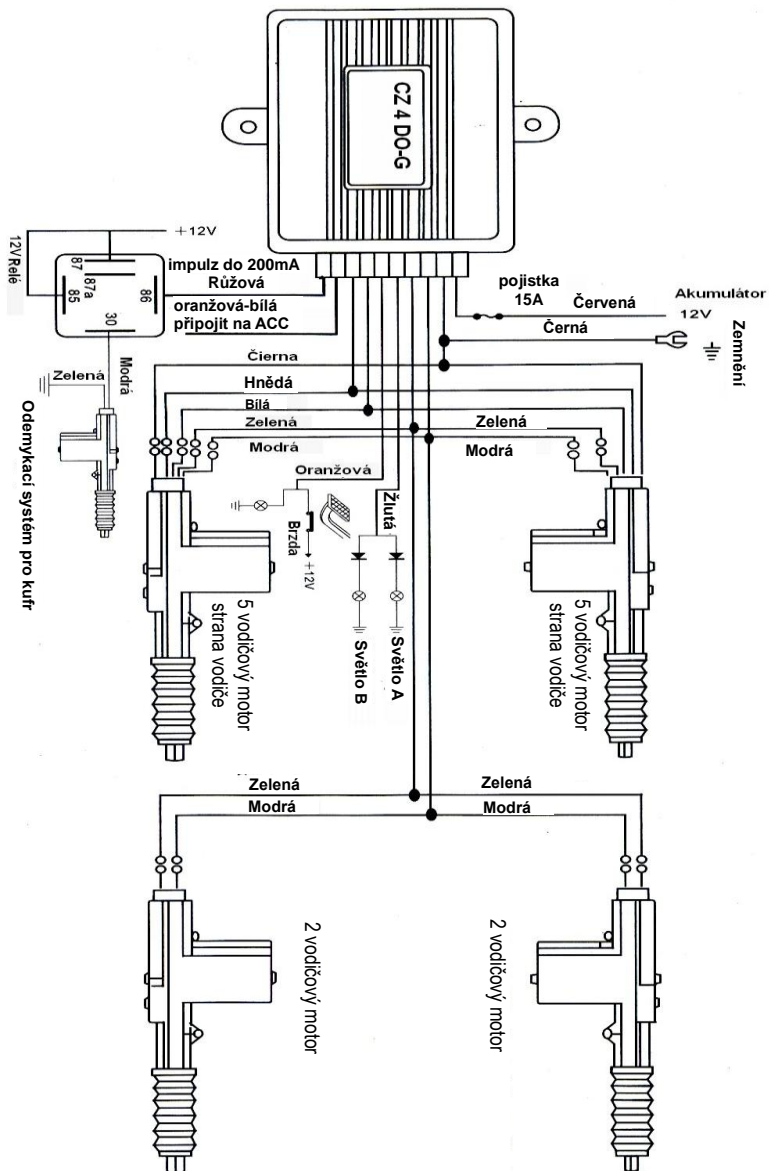 CZ 4 DO-G
+12V
12V Relé
87
87a
85
86
30
impulz do 200mA
Růžová
oranžová-bílá
připojit na ACC
pojistka
15A
Červená
Akumulátor
12V
Černá
Zemnění
Modrá
Zelená
Odemykací systém pro kufr
Čierna
Hnědá
Bílá
Zelená
Modrá
Zelená
Modrá
Oranžová
Brzda
+12V
Žlutá
Světlo B
Světlo A
5 vodičový motor
strana vodiče
5 vodičový motor
strana vodiče
Zelená
Modrá
Zelená
Modrá
2 vodičový motor
2 vodičový motor